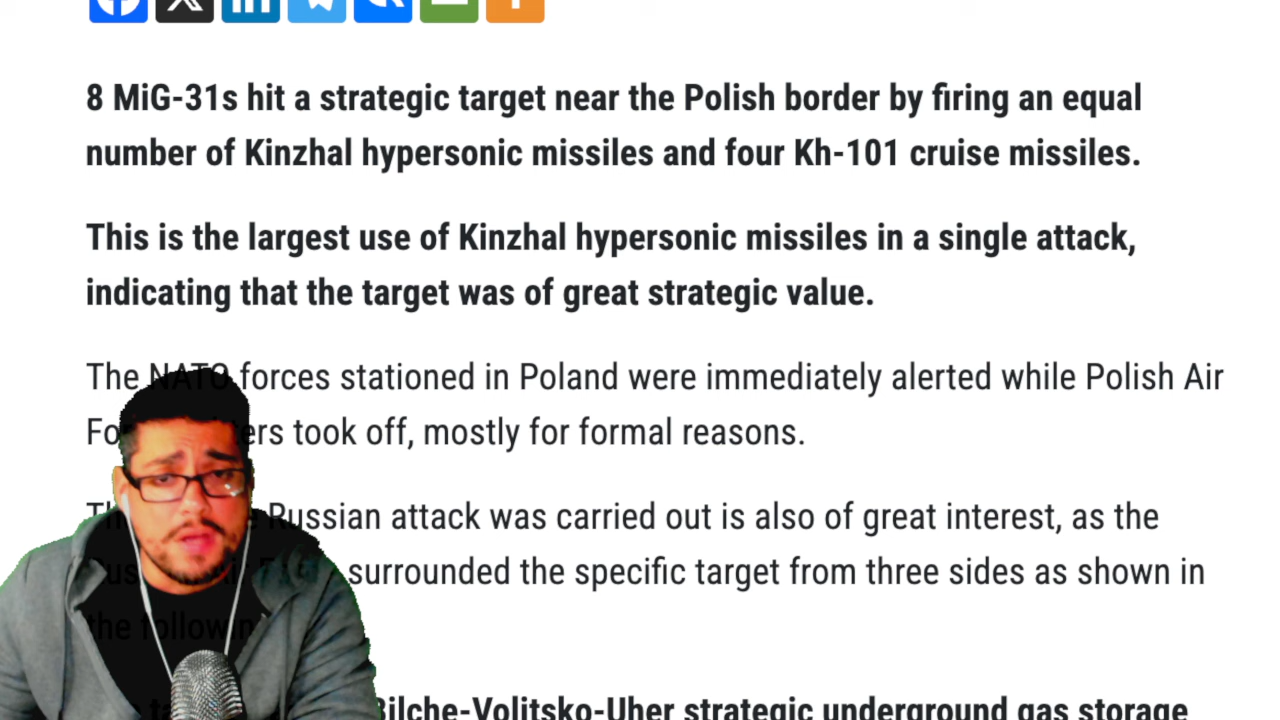 8 MiG-31s hit a strategic target near the Polish border by firing an equal
number of Kinzhal hypersonic missiles and four Kh-101 cruise missiles.
This is the largest use of Kinzhal hypersonic missiles in a single attack,
indicating that the target was of great strategic value.
The NATO forces stationed in Poland were immediately alerted while Polish Air
took off, mostly for formal reasons.
Russian attack was carried out is also of great interest, as the
surrounded the specific target from three sides as shown in
the
Bilche-Volitsko-Uher strategic underground gas storage